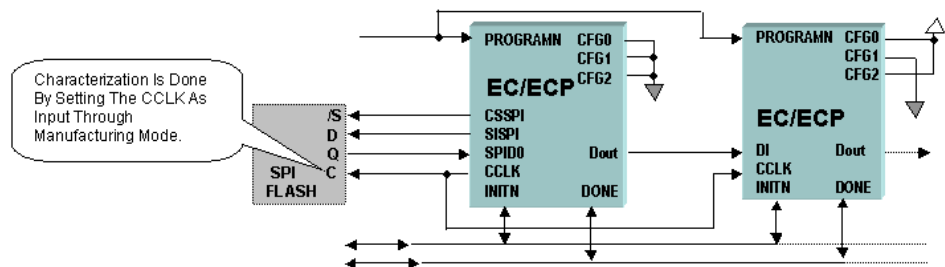 Characterization Is Done
By Setting The CCLK As
Input Through
Manufacturing Mode.
/S
D
Q
SPI C
FLASH
PROGRAMN CFG0
CFG1
CFG2
EC/ECP
CSSPI
SISPI
SPID0 Dout
CCLK
INITN DONE
PROGRAMN CFG0
CFG1
CFG2
EC/ECP
DI Dout
CCLK
INITN DONE